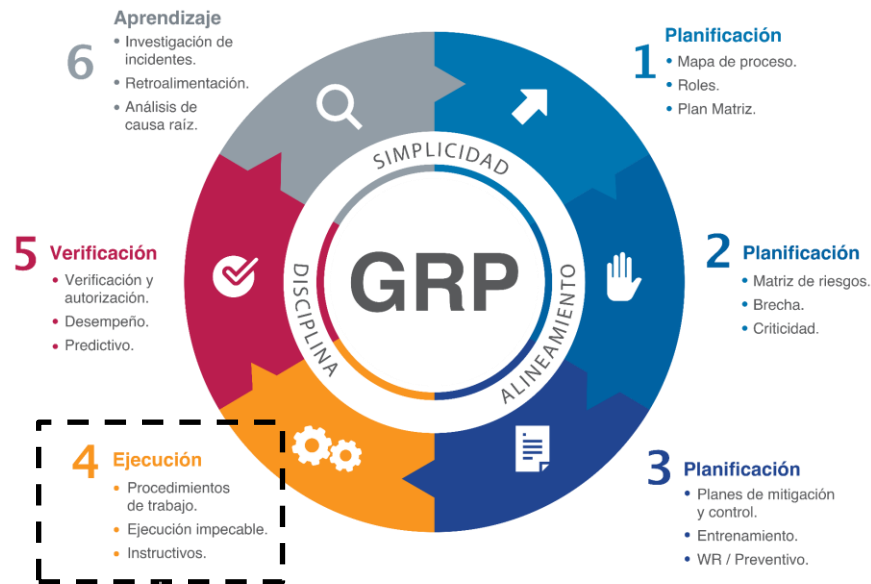 6
Aprendizaje
• Investigación de
incidentes.
• Retroalimentación.
• Análisis de
causa raíz.
1
Planificación
• Mapa de proceso.
• Roles.
• Plan Matriz.
2
Planificación
• Matriz de riesgos.
• Brecha.
• Criticidad.
3
Planificación
• Planes de mitigación
y control.
• Entrenamiento.
• WR / Preventivo.
4
Ejecución
• Procedimientos
de trabajo.
• Ejecución impecable.
• Instructivos.
5
Verificación
• Verificación y
autorización.
• Desempeño.
• Predictivo.
SIMPLICIDAD
ALINEAMIENTO
DISCIPLINA
GRP